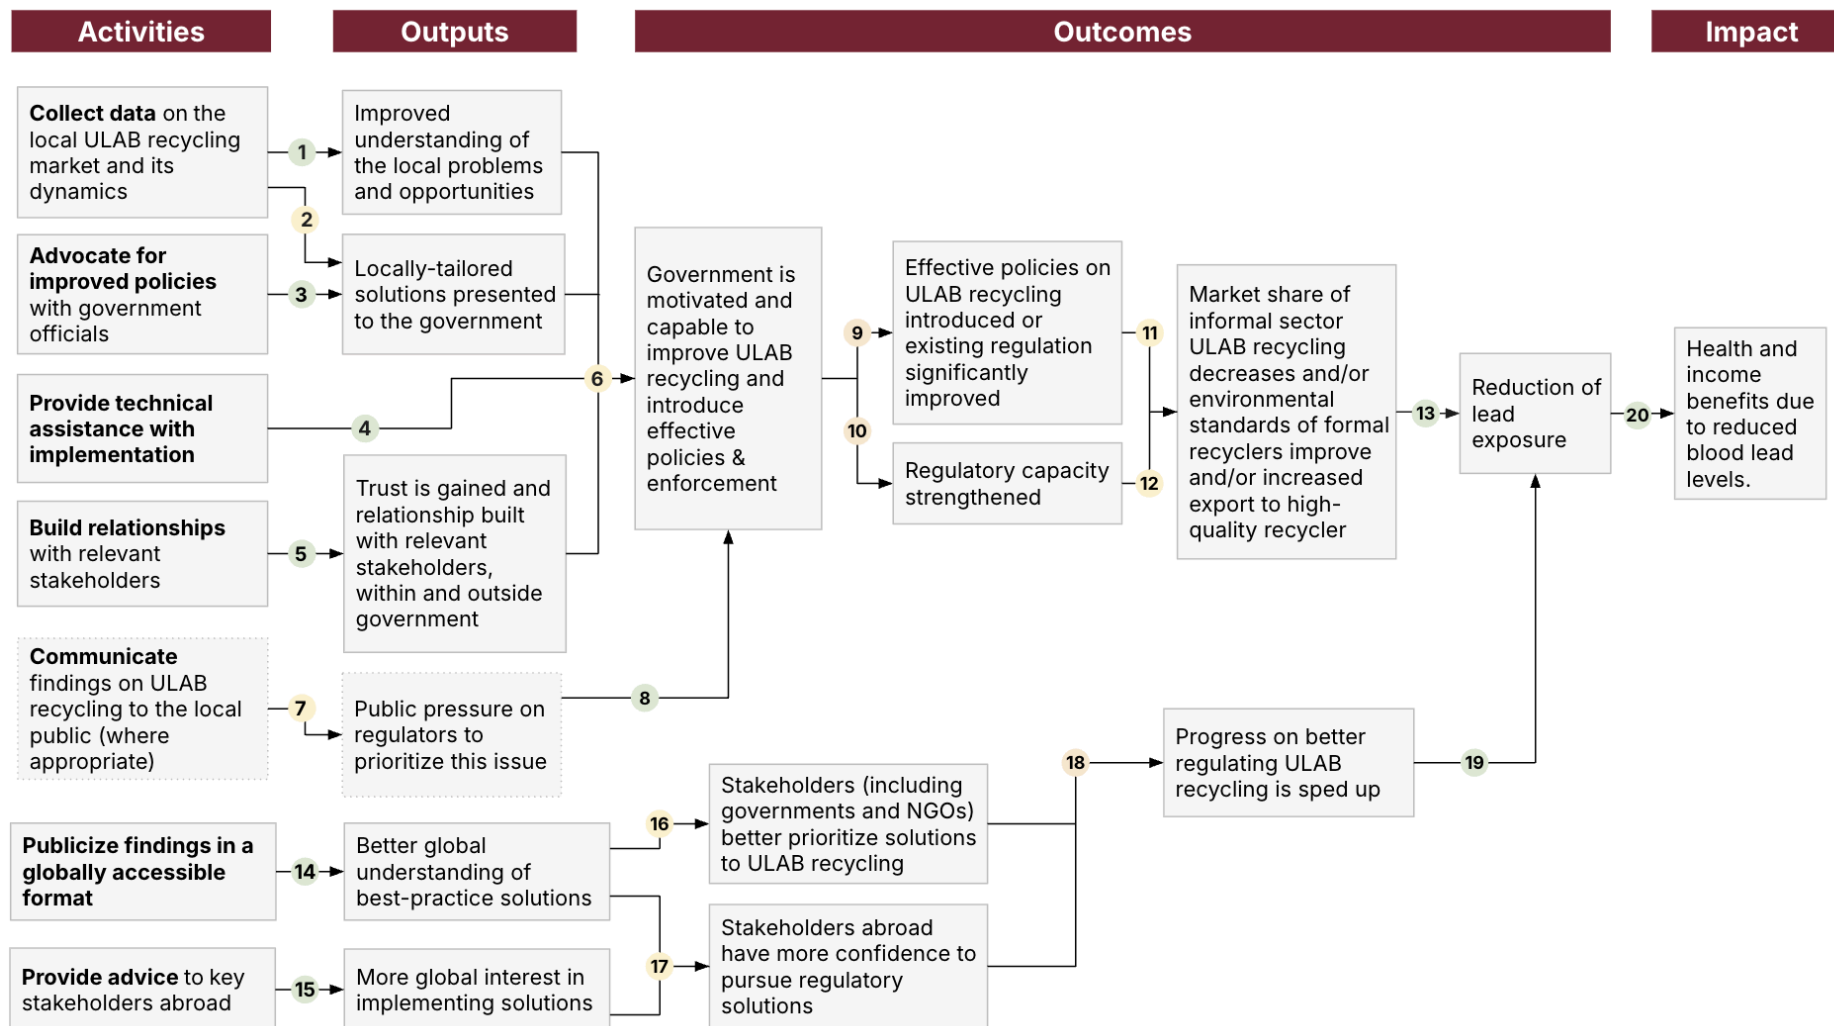 Activities
Outputs
Outcomes
Impact
Collect data on the
local ULAB recycling
market and its
dynamics
1
2
Improved
understanding of
the local problems
and opportunities
Advocate for
improved policies
with government
officials
3
Locally-tailored
solutions presented
to the government
Provide technical
assistance with
implementation
4
Build relationships
with relevant
stakeholders
5
Trust is gained and
relationship built
with relevant
stakeholders,
within and outside
government
6
Communicate
findings on ULAB
recycling to the local
public (where
appropriate)
7
Public pressure on
regulators to
prioritize this issue
8
Government is
motivated and
capable to
improve ULAB
recycling and
introduce
effective
policies &
enforcement
9
10
Effective policies on
ULAB recycling
introduced or
existing regulation
significantly
improved
Regulatory capacity
strengthened
11
12
Market share of
informal sector
ULAB recycling
decreases and/or
environmental
standards of formal
recyclers improve
and/or increased
export to high-
quality recycler
13
Reduction of
lead
exposure
20
Health and
income
benefits due
to reduced
blood lead
levels.
Publicize findings in a
globally accessible
format
14
Better global
understanding of
best-practice solutions
Provide advice to key
stakeholders abroad
15
More global interest in
implementing solutions
16
17
Stakeholders (including
governments and NGOs)
better prioritize solutions
to ULAB recycling
Stakeholders abroad
have more confidence to
pursue regulatory
solutions
18
Progress on better
regulating ULAB
recycling is sped up
19